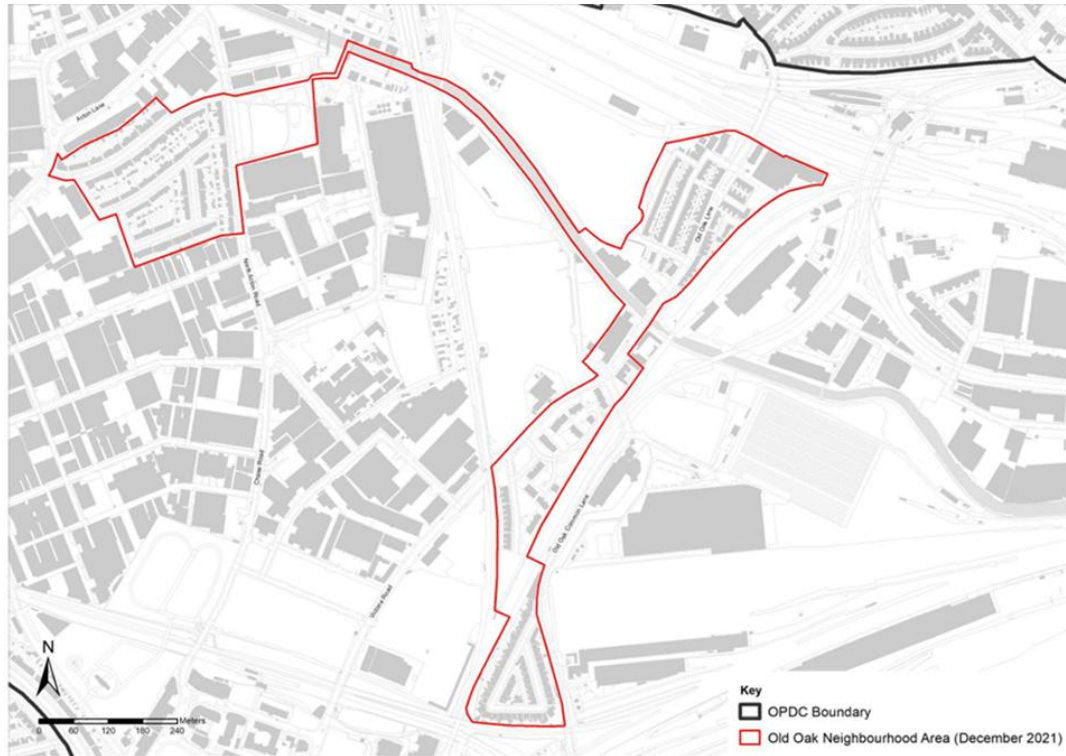 Acton Lane
Old Oak Lane
North Acton Road
Chase Road
Old Oak Common Lane
Victoria Road
N
0 60 120 180 240 Meters
Key
OPDC Boundary
Old Oak Neighbourhood Area (December 2021)